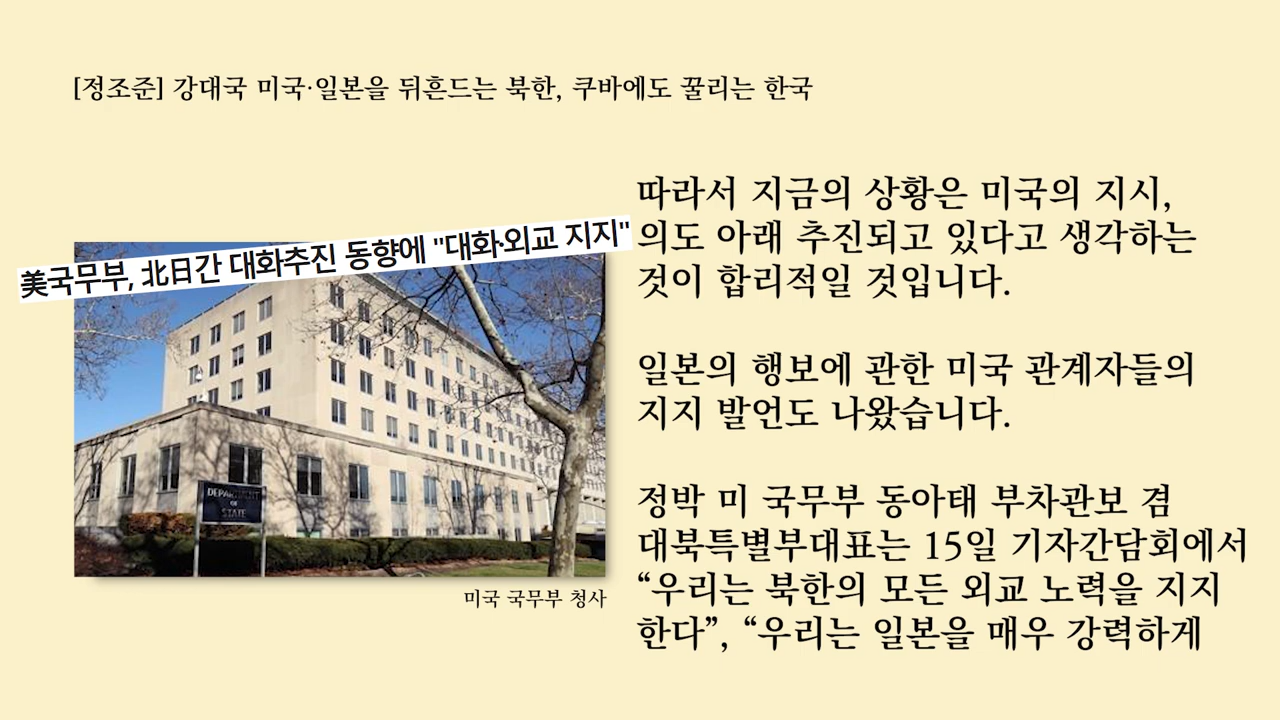 [정조준] 강대국 미국·일본을 뒤흔드는 북한, 쿠바에도 꿀리는 한국
美국무부, 北日간 대화추진 동향에 "대화·외교 지지"
DEPARTMENT
OF
STATE
미국 국무부 청사
따라서 지금의 상황은 미국의 지시,
의도 아래 추진되고 있다고 생각하는
것이 합리적일 것입니다.
일본의 행보에 관한 미국 관계자들의
지지 발언도 나왔습니다.
정박 미 국무부 동아태 부차관보 겸
대북특별부대표는 15일 기자간담회에서
“우리는 북한의 모든 외교 노력을 지지
한다”, “우리는 일본을 매우 강력하게